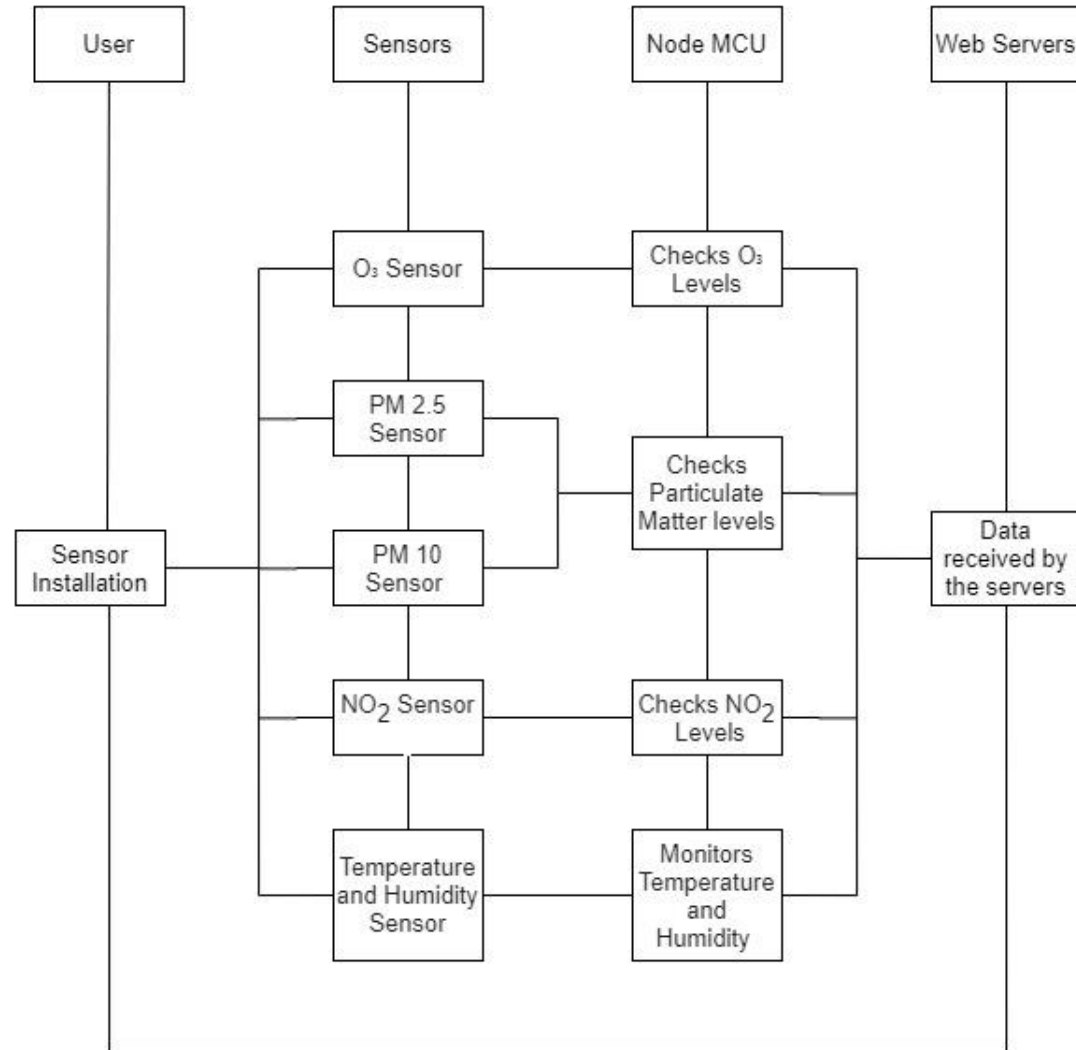 User
Sensors
Node MCU
Web Servers
O₃ Sensor
Checks O₃
Levels
PM 2.5
Sensor
Checks
Particulate
Matter levels
Sensor
Installation
PM 10
Sensor
Data
received by
the servers
NO₂ Sensor
Checks NO₂
Levels
Temperature
and Humidity
Sensor
Monitors
Temperature
and
Humidity